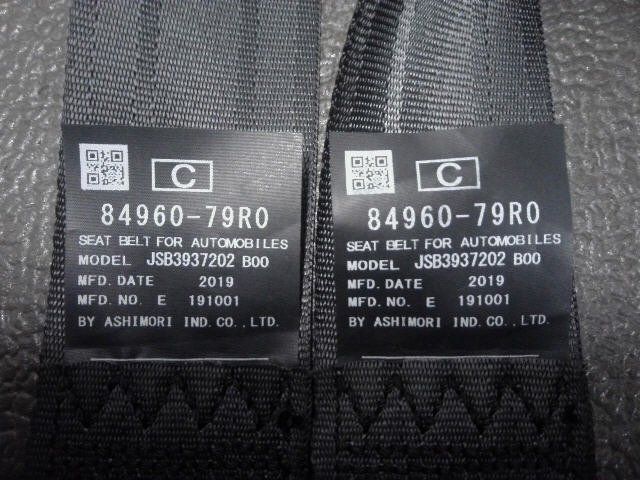 C
84960-79R0
SEAT BELT FOR AUTOMOBILES
MODEL JSB3937202 B00
MFD. DATE 2019
MFD. NO. E 191001
BY ASHIMORI IND. CO., LTD.
C
84960-79R0
SEAT BELT FOR AUTOMOBILES
MODEL JSB3937202 B00
MFD. DATE 2019
MFD. NO. E 191001
BY ASHIMORI IND. CO., LTD.